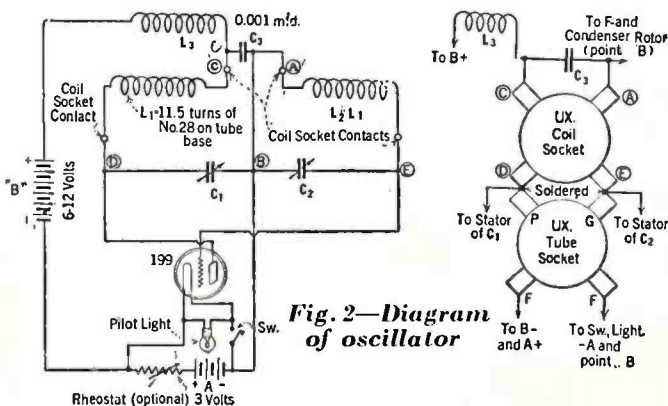 0.001 mfd.
L3
C3
C
A
L1=11.5 turns of
No.28 on tube
base
L2=L1
Coil
Socket
Contact
Coil Socket Contacts
D
B
E
C1
C2
+
"B"
6-12 Volts
-
199
Pilot Light
Sw.
+ A -
Rheostat (optional) 3 Volts
Fig. 2—Diagram
of oscillator
L3
To B+
To F- and
Condenser Rotor
(point B)
C3
C
A
UX.
Coil
Socket
D
E
Soldered
To Stator
of C1
P
G
To Stator
of C2
UX.
Tube
Socket
F
F
To B-
and A+
To Sw, Light,
-A and
point B